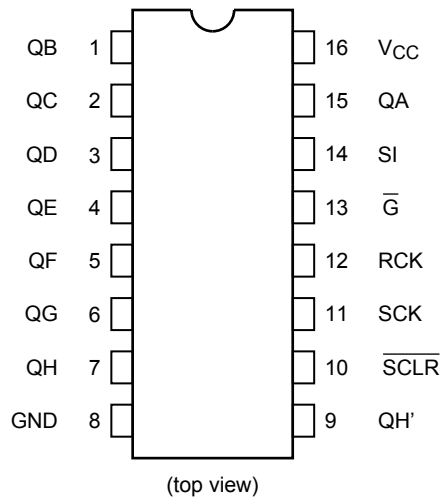 QB 1 16 VCC
QC 2 15 QA
QD 3 14 SI
QE 4 13 G̅
QF 5 12 RCK
QG 6 11 SCK
QH 7 10 S̅C̅L̅R̅
GND 8 9 QH'
(top view)